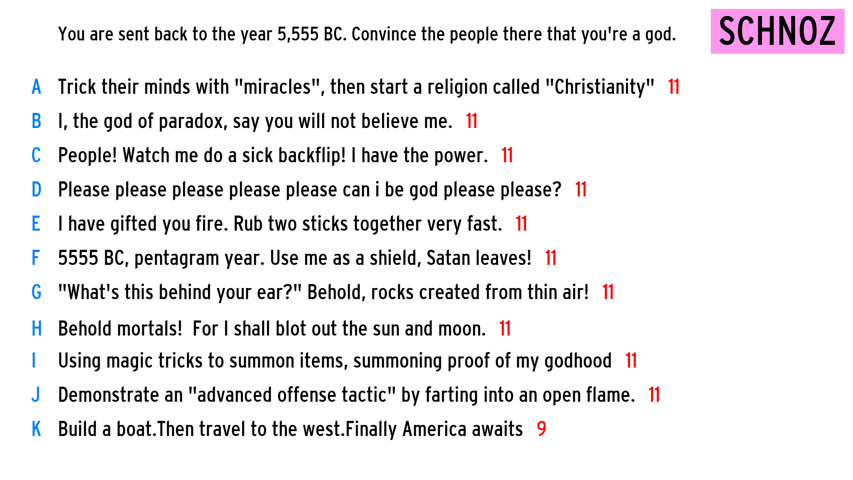 You are sent back to the year 5,555 BC. Convince the people there that you're a god.
SCHNOZ
A Trick their minds with "miracles", then start a religion called "Christianity" 11
B I, the god of paradox, say you will not believe me. 11
C People! Watch me do a sick backflip! I have the power. 11
D Please please please please please can i be god please please? 11
E I have gifted you fire. Rub two sticks together very fast. 11
F 5555 BC, pentagram year. Use me as a shield, Satan leaves! 11
G "What's this behind your ear?" Behold, rocks created from thin air! 11
H Behold mortals!  For I shall blot out the sun and moon. 11
I Using magic tricks to summon items, summoning proof of my godhood 11
J Demonstrate an "advanced offense tactic" by farting into an open flame. 11
K Build a boat.Then travel to the west.Finally America awaits 9